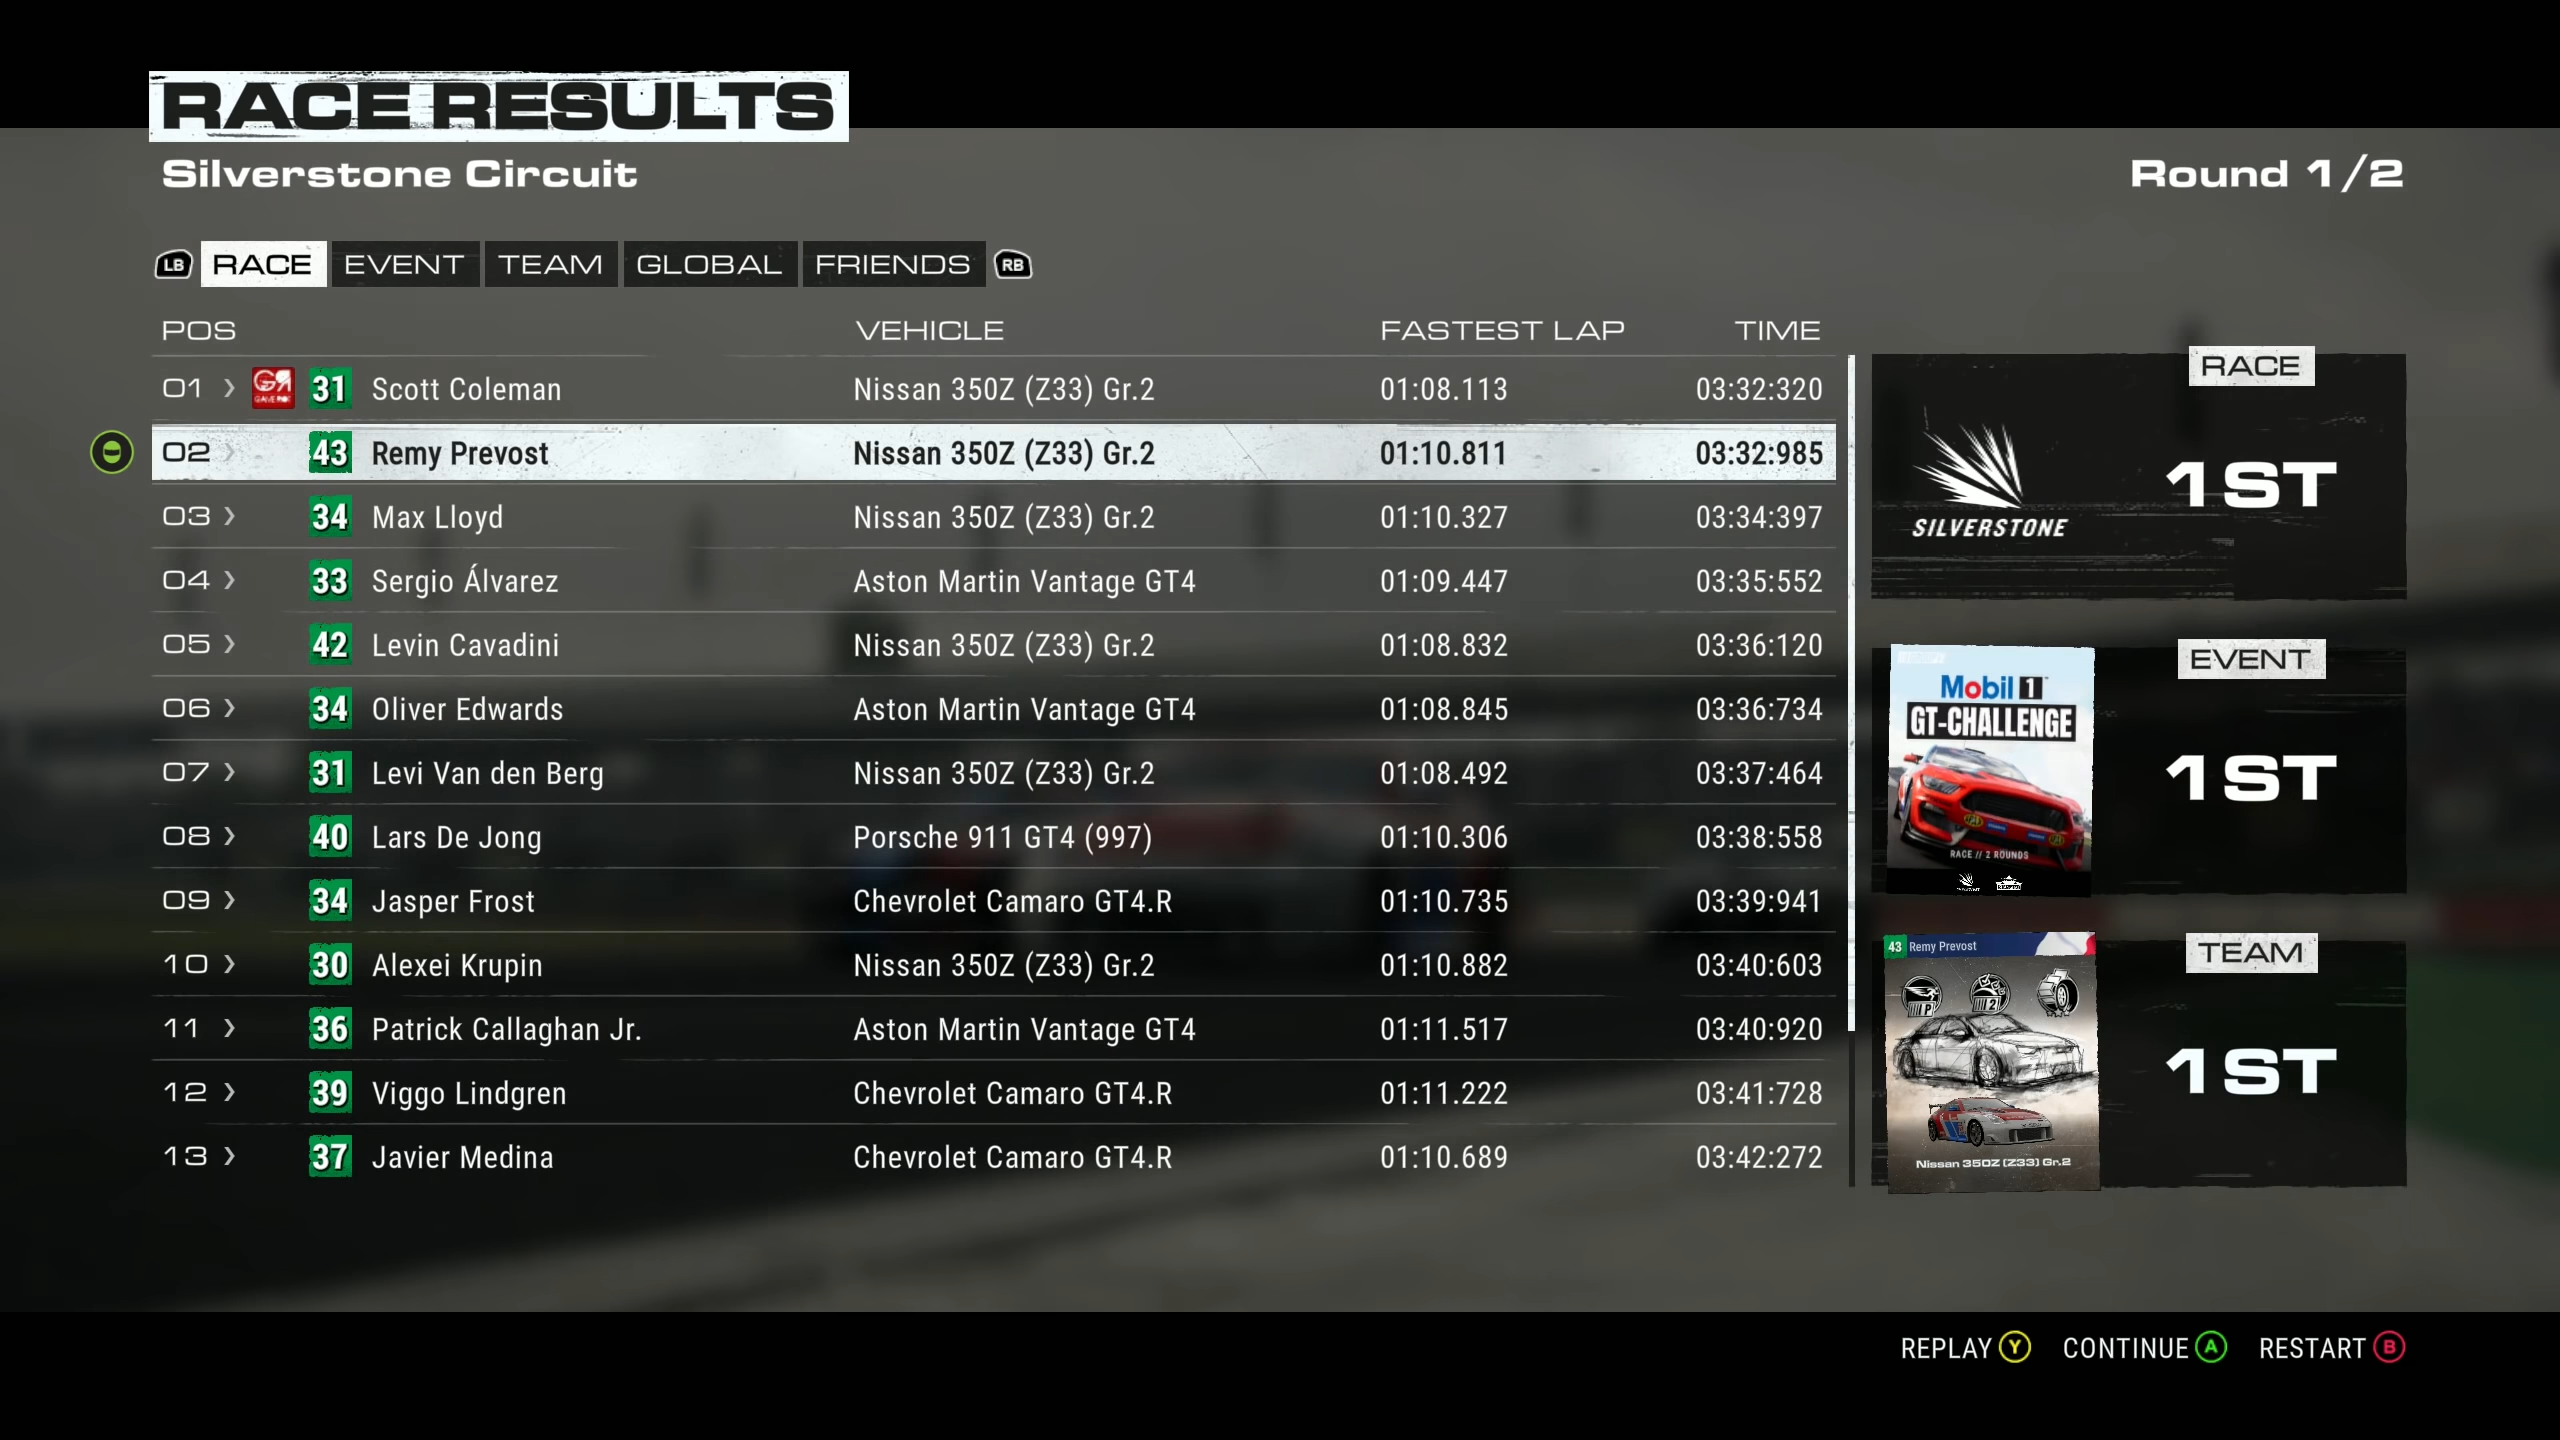 RACE RESULTS
Silverstone Circuit
Round 1/2
LB RACE EVENT TEAM GLOBAL FRIENDS RB
POS VEHICLE FASTEST LAP TIME
01 31 Scott Coleman Nissan 350Z (Z33) Gr.2 01:08.113 03:32:320
02 43 Remy Prevost Nissan 350Z (Z33) Gr.2 01:10.811 03:32:985
03 34 Max Lloyd Nissan 350Z (Z33) Gr.2 01:10.327 03:34:397
04 33 Sergio Álvarez Aston Martin Vantage GT4 01:09.447 03:35:552
05 42 Levin Cavadini Nissan 350Z (Z33) Gr.2 01:08.832 03:36:120
06 34 Oliver Edwards Aston Martin Vantage GT4 01:08.845 03:36:734
07 31 Levi Van den Berg Nissan 350Z (Z33) Gr.2 01:08.492 03:37:464
08 40 Lars De Jong Porsche 911 GT4 (997) 01:10.306 03:38:558
09 34 Jasper Frost Chevrolet Camaro GT4.R 01:10.735 03:39:941
10 30 Alexei Krupin Nissan 350Z (Z33) Gr.2 01:10.882 03:40:603
11 36 Patrick Callaghan Jr. Aston Martin Vantage GT4 01:11.517 03:40:920
12 39 Viggo Lindgren Chevrolet Camaro GT4.R 01:11.222 03:41:728
13 37 Javier Medina Chevrolet Camaro GT4.R 01:10.689 03:42:272
RACE
SILVERSTONE
1ST
EVENT
Mobil 1
GT-CHALLENGE
RACE // 2 ROUNDS
1ST
TEAM
43 Remy Prevost
Nissan 350Z (Z33) Gr.2
1ST
REPLAY Y CONTINUE A RESTART B